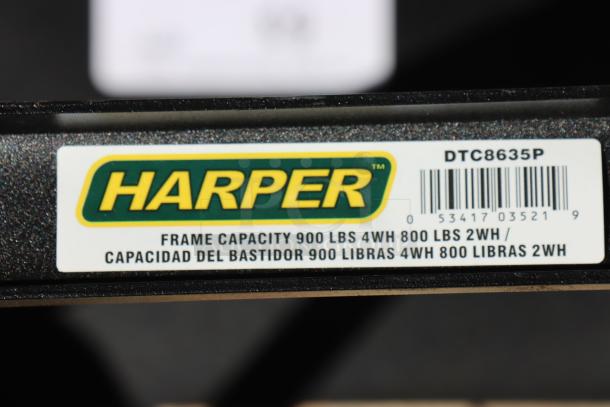 HARPER™
DTC8635P
0 53417 03521 9
FRAME CAPACITY 900 LBS 4WH 800 LBS 2WH /
CAPACIDAD DEL BASTIDOR 900 LIBRAS 4WH 800 LIBRAS 2WH